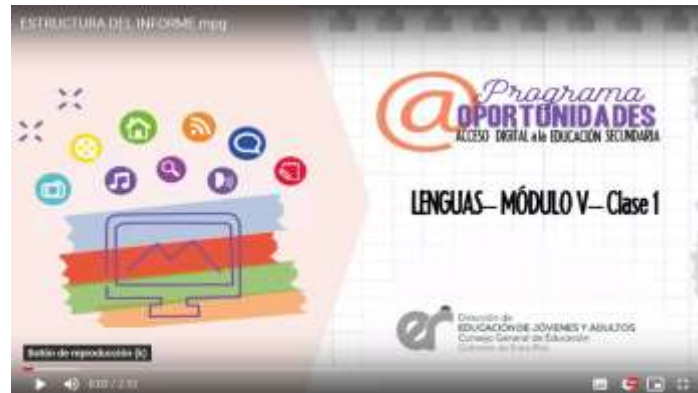 ESTRUCTURA DEL INFORME.mpg
@Programa
OPORTUNIDADES
ACCESO DIGITAL a la EDUCACIÓN SECUNDARIA
LENGUAS– MÓDULO V– Clase 1
er
Dirección de
EDUCACIÓN DE JÓVENES Y ADULTOS
Consejo General de Educación
Gobierno de Entre Ríos
Botón de reproducción (k)